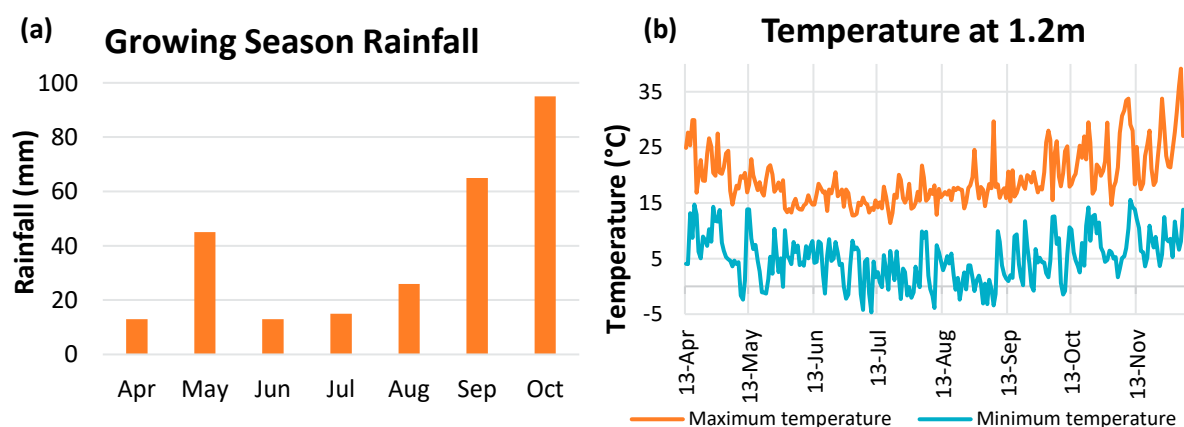 (a)
Growing Season Rainfall
Rainfall (mm)
100
80
60
40
20
0
Apr May Jun Jul Aug Sep Oct
(b)
Temperature at 1.2m
Temperature (°C)
35
25
15
5
-5
13-Apr
13-May
13-Jun
13-Jul
13-Aug
13-Sep
13-Oct
13-Nov
Maximum temperature
Minimum temperature